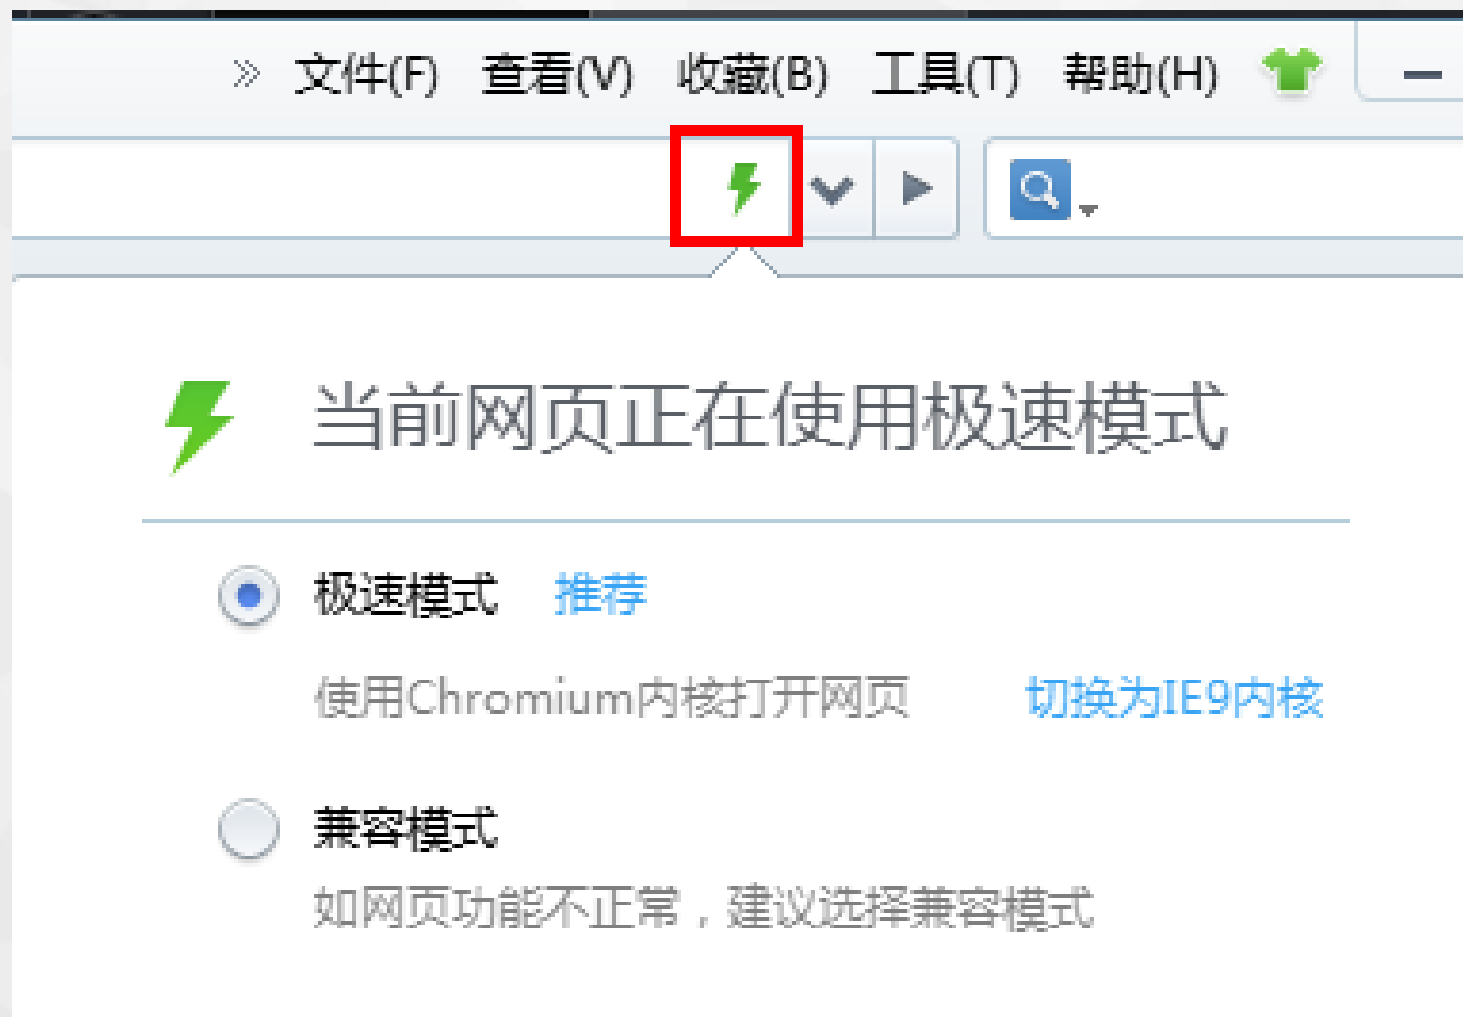 » 文件(F) 查看(V) 收藏(B) 工具(T) 帮助(H)
当前网页正在使用极速模式
极速模式 推荐
使用Chromium内核打开网页 切换为IE9内核
兼容模式
如网页功能不正常，建议选择兼容模式